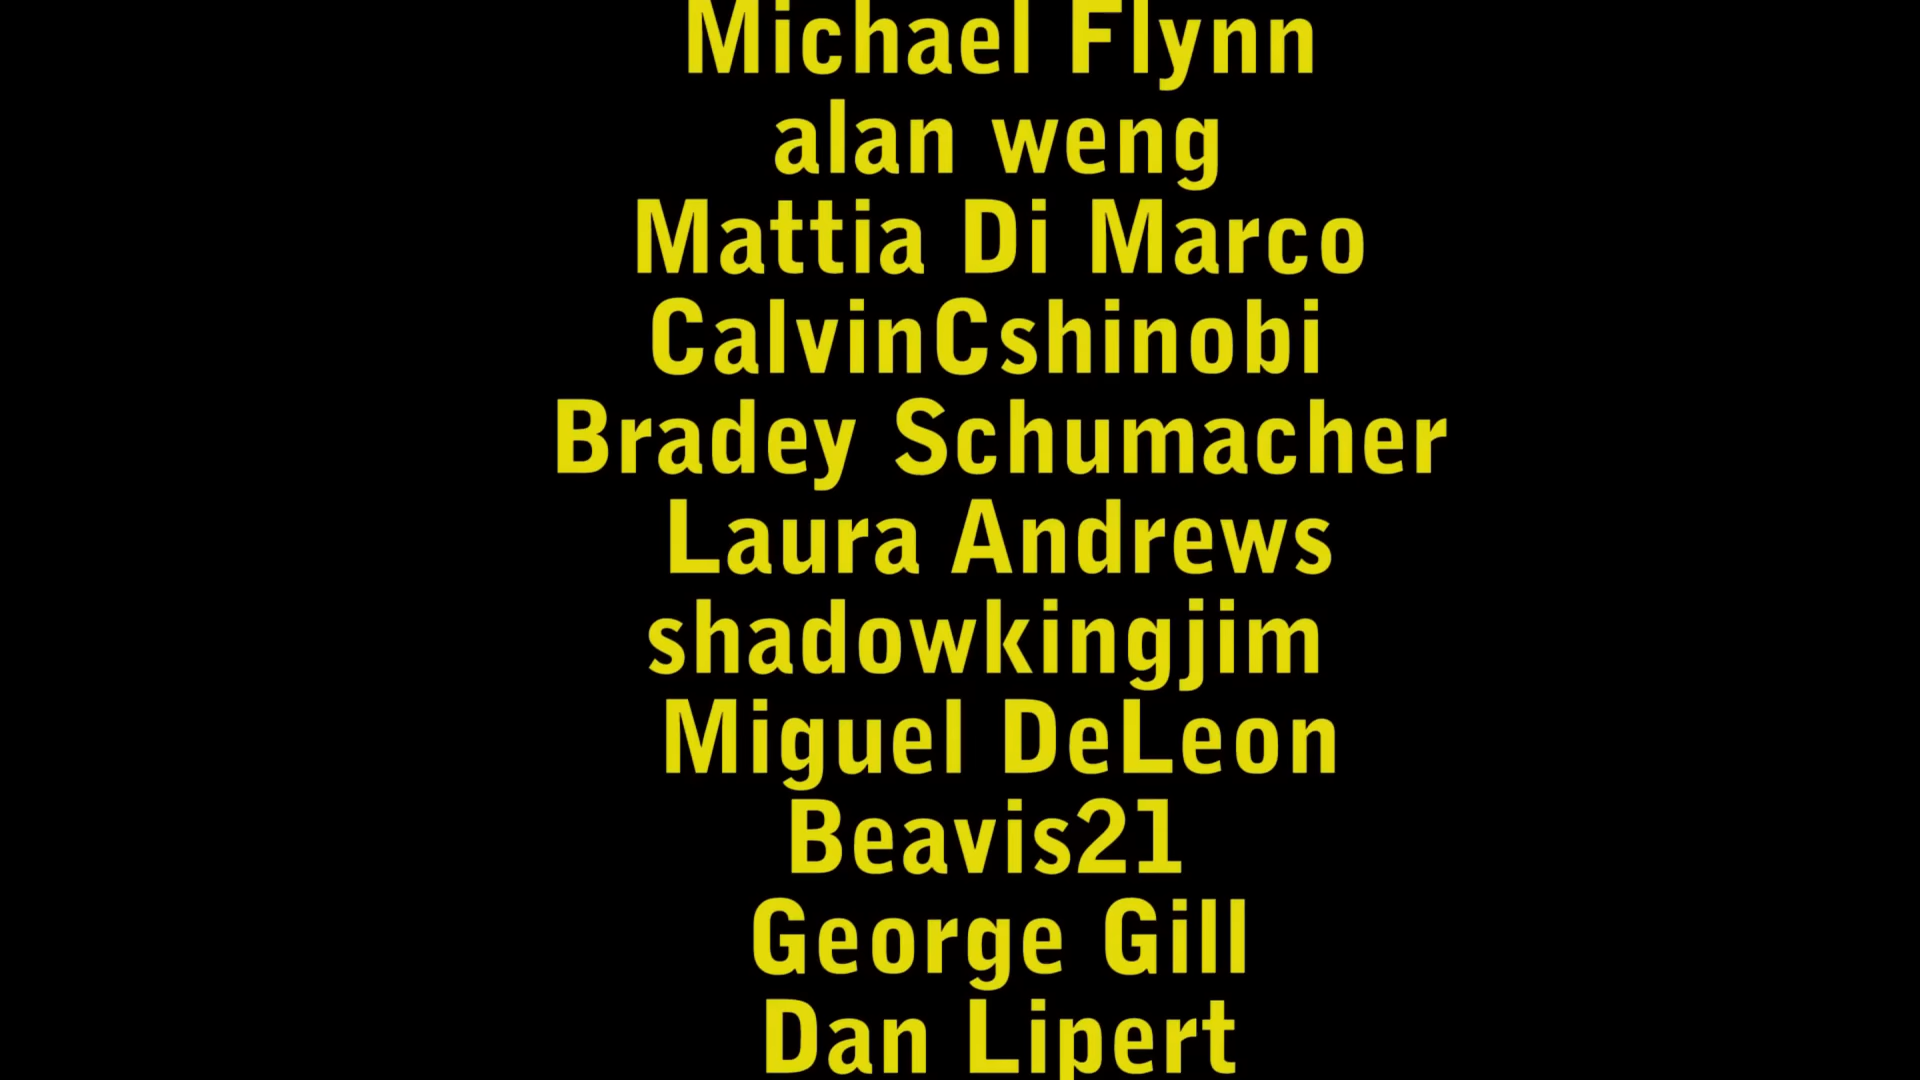 Michael Flynn
alan weng
Mattia Di Marco
CalvinCshinobi
Bradey Schumacher
Laura Andrews
shadowkingjim
Miguel DeLeon
Beavis21
George Gill
Dan Lipert